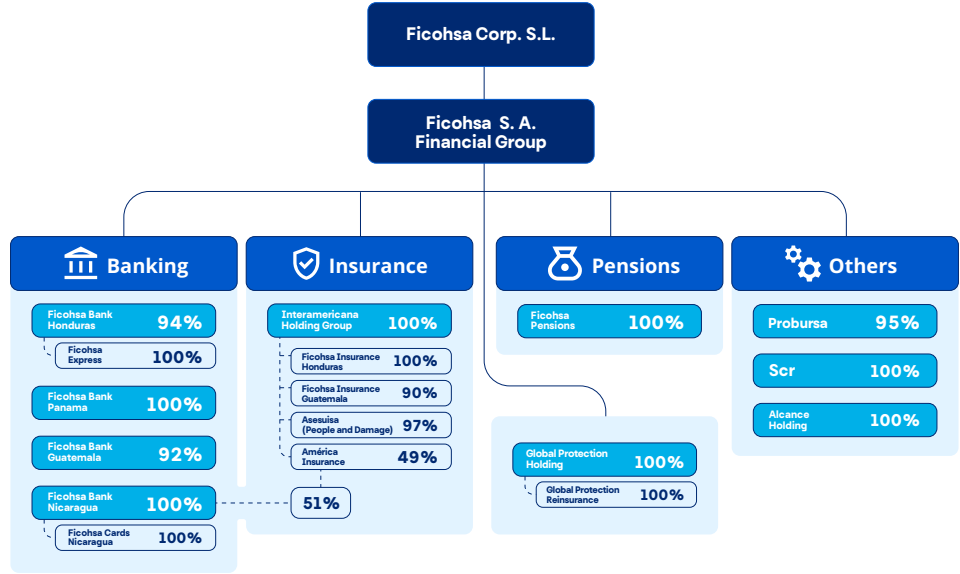 Ficohsa Corp. S.L.
Ficohsa S. A.
Financial Group
Banking
Ficohsa Bank
Honduras
94%
Ficohsa
Express
100%
Ficohsa Bank
Panama
100%
Ficohsa Bank
Guatemala
92%
Ficohsa Bank
Nicaragua
100%
Ficohsa Cards
Nicaragua
100%
Insurance
Interamericana
Holding Group
100%
Ficohsa Insurance
Honduras
100%
Ficohsa Insurance
Guatemala
90%
Asesuisa
(People and Damage)
97%
América
Insurance
49%
51%
Pensions
Ficohsa
Pensions
100%
Global Protection
Holding
100%
Global Protection
Reinsurance
100%
Others
Probursa
95%
Scr
100%
Alcance
Holding
100%